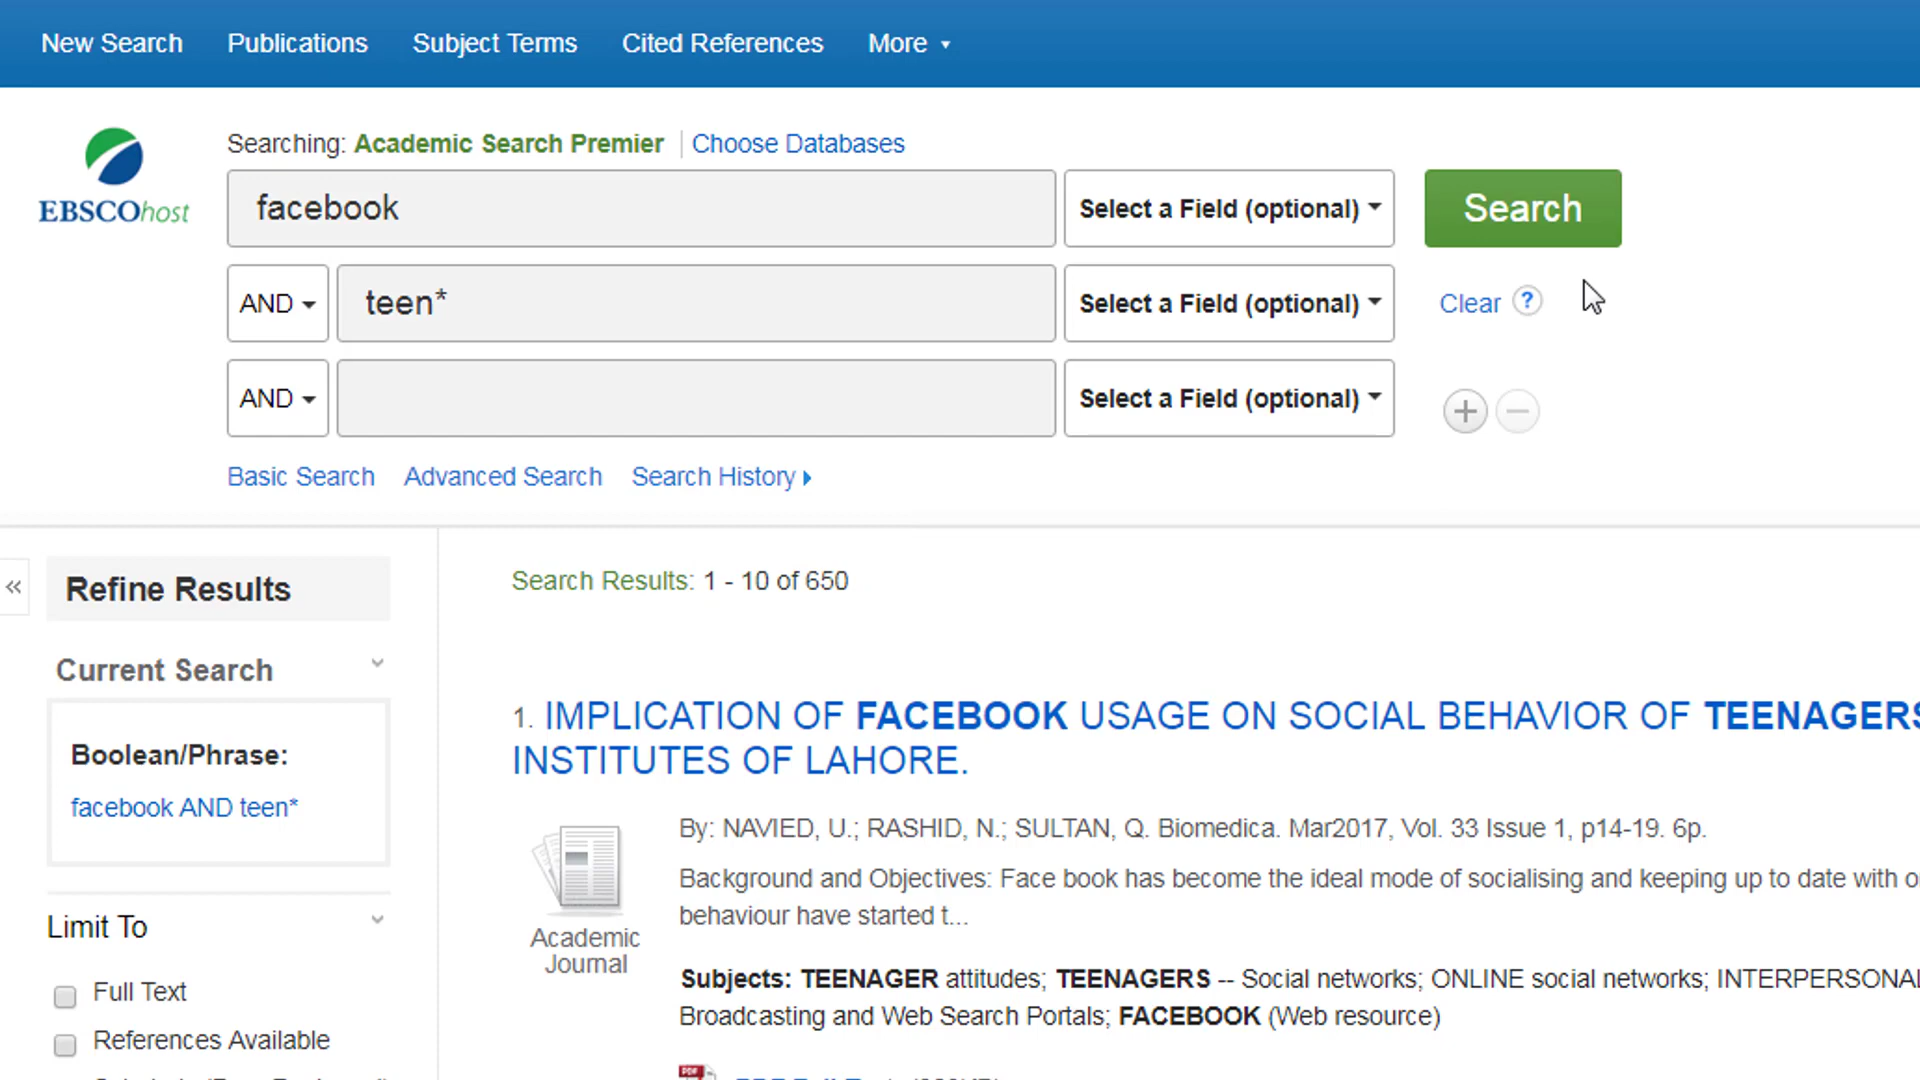 New Search Publications Subject Terms Cited References More
Searching: Academic Search Premier | Choose Databases
EBSCOhost
facebook Select a Field (optional) Search
AND teen* Select a Field (optional) Clear ?
AND Select a Field (optional)
Basic Search Advanced Search Search History
« Refine Results
Search Results: 1 - 10 of 650
Current Search
Boolean/Phrase:
facebook AND teen*
Limit To
Full Text
References Available
1. IMPLICATION OF FACEBOOK USAGE ON SOCIAL BEHAVIOR OF TEENAGERS
INSTITUTES OF LAHORE.
By: NAVIED, U.; RASHID, N.; SULTAN, Q. Biomedica. Mar2017, Vol. 33 Issue 1, p14-19. 6p.
Background and Objectives: Face book has become the ideal mode of socialising and keeping up to date with
behaviour have started t...
Academic
Journal
Subjects: TEENAGER attitudes; TEENAGERS -- Social networks; ONLINE social networks; INTERPERSONAL
Broadcasting and Web Search Portals; FACEBOOK (Web resource)
PDF